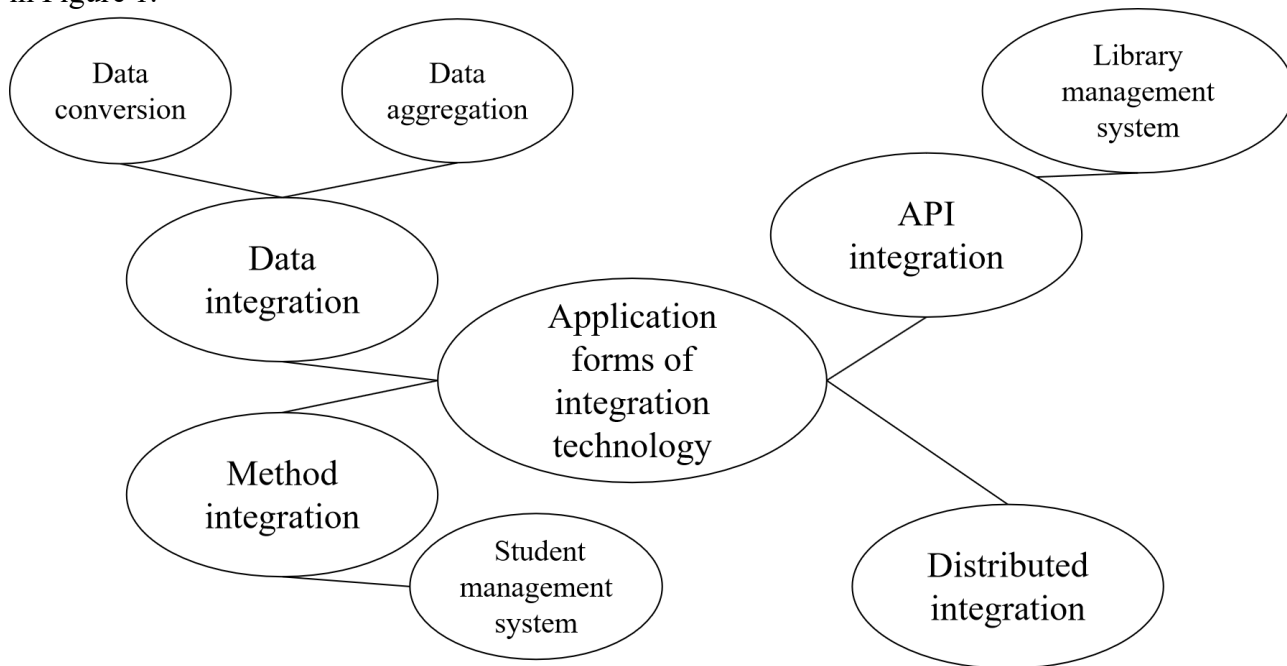 in Figure 1.
Data
conversion
Data
aggregation
Library
management
system
API
integration
Data
integration
Application
forms of
integration
technology
Method
integration
Student
management
system
Distributed
integration